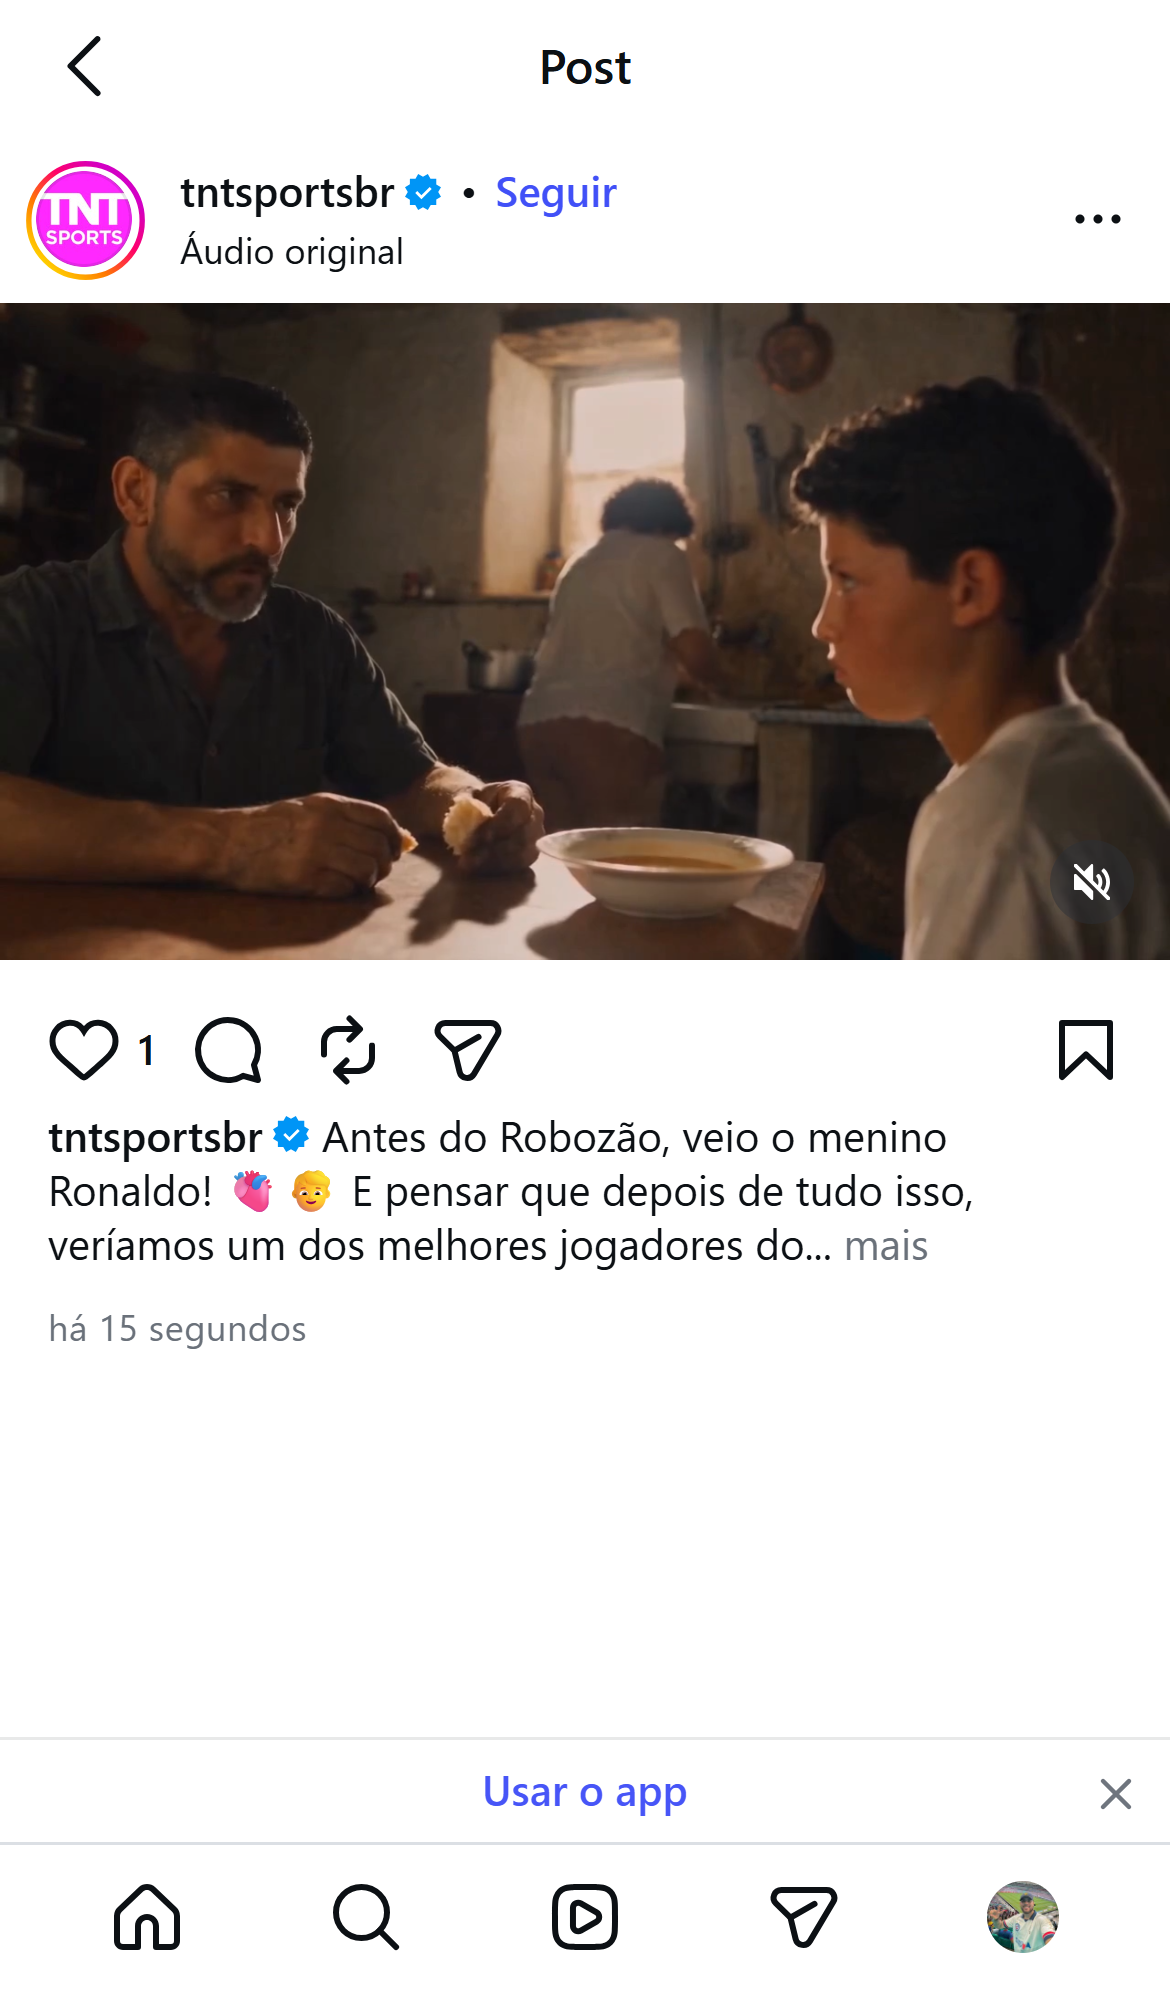 Post
TNT
SPORTS
tntsportsbr • Seguir
Áudio original
1
tntsportsbr Antes do Robozão, veio o menino
Ronaldo! 🫀 👦 E pensar que depois de tudo isso,
veríamos um dos melhores jogadores do... mais
há 15 segundos
Usar o app